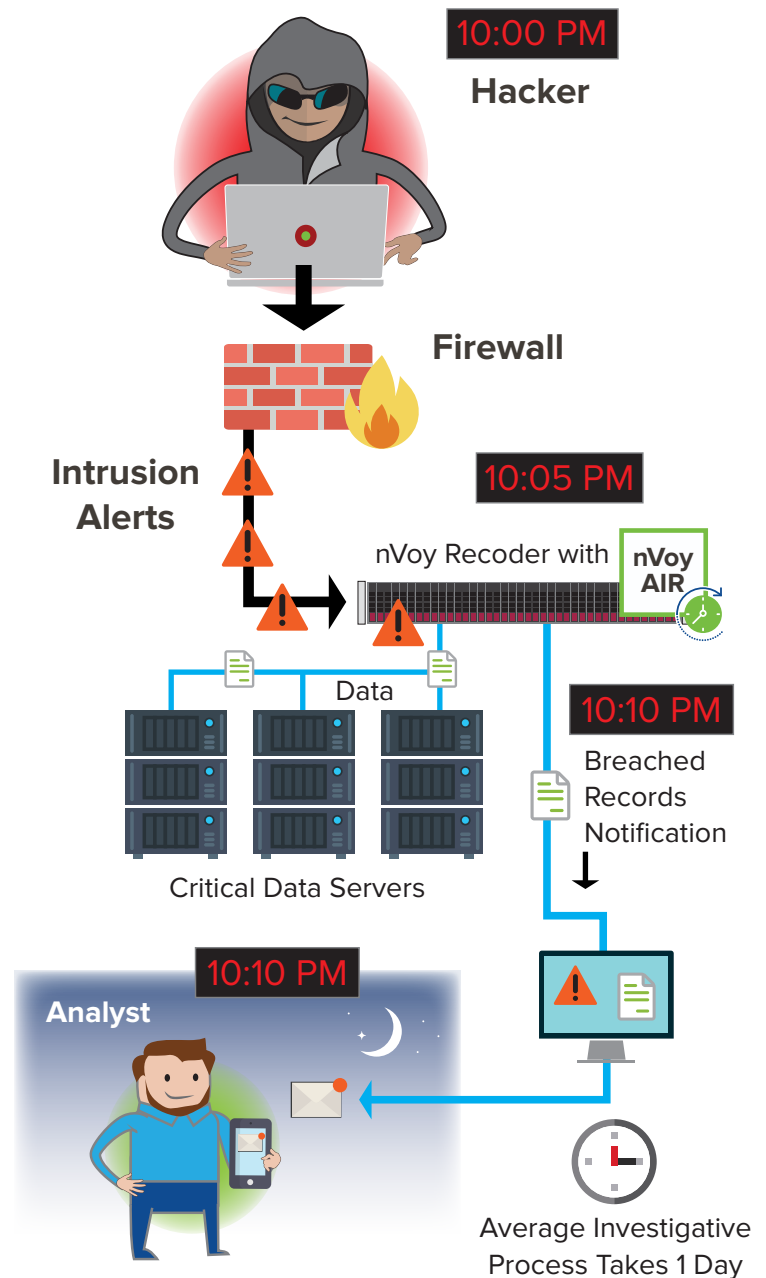 10:00 PM
Hacker
Firewall
Intrusion
Alerts
10:05 PM
nVoy Recoder with
nVoy
AIR
Data
10:10 PM
Breached
Records
Notification
Critical Data Servers
10:10 PM
Analyst
Average Investigative
Process Takes 1 Day